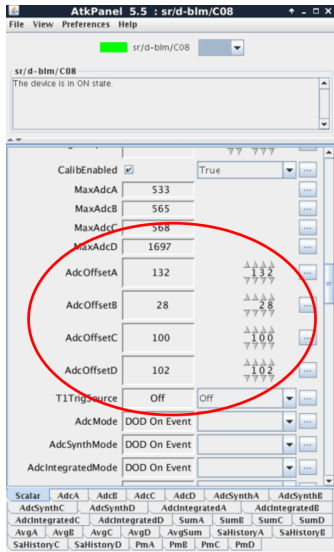 AtkPanel 5.5 : sr/d-blm/C08
File View Preferences Help
sr/d-blm/C08
sr/d-blm/C08
The device is in ON state.
CalibEnabled True ...
MaxAdcA 533 ...
MaxAdcB 565 ...
MaxAdcC 568 ...
MaxAdcD 1697 ...
AdcOffsetA 132 132 ...
AdcOffsetB 28 28 ...
AdcOffsetC 100 100 ...
AdcOffsetD 102 102 ...
T1TrigSource Off Off ...
AdcMode DOD On Event ...
AdcSynthMode DOD On Event ...
AdcIntegratedMode DOD On Event ...
Scalar AdcA AdcB AdcC AdcD AdcSynthA AdcSynthB
AdcSynthC AdcSynthD AdcIntegratedA AdcIntegratedB
AdcIntegratedC AdcIntegratedD SumA SumB SumC SumD
AvgA AvgB AvgC AvgD AvgSum SaHistoryA SaHistoryB
SaHistoryC SaHistoryD PmA PmB PmC PmD